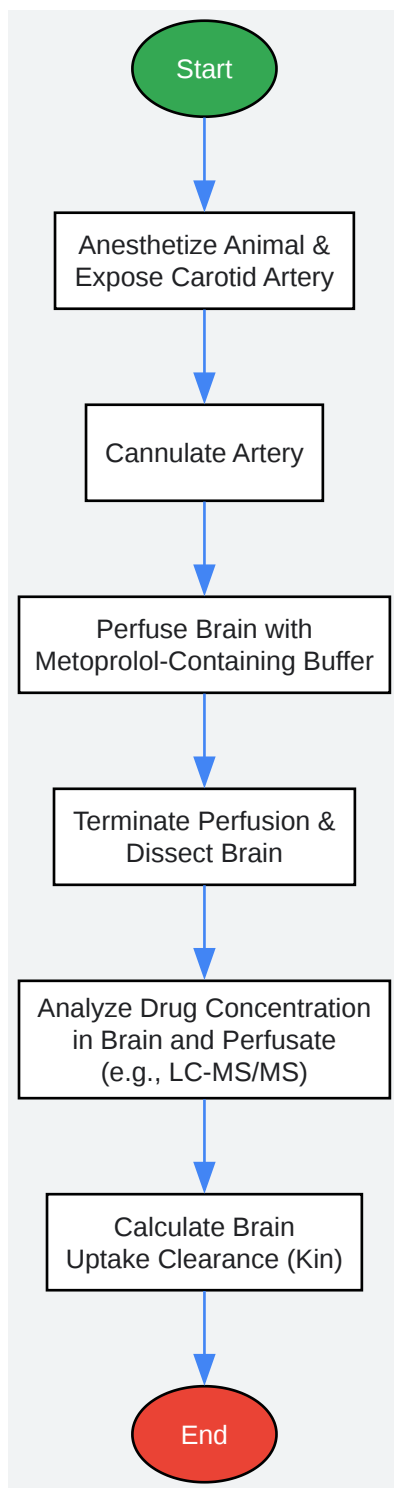 Start
Anesthetize Animal &
Expose Carotid Artery
Cannulate Artery
Perfuse Brain with
Metoprolol-Containing Buffer
Terminate Perfusion &
Dissect Brain
Analyze Drug Concentration
in Brain and Perfusate
(e.g., LC-MS/MS)
Calculate Brain
Uptake Clearance (Kin)
End